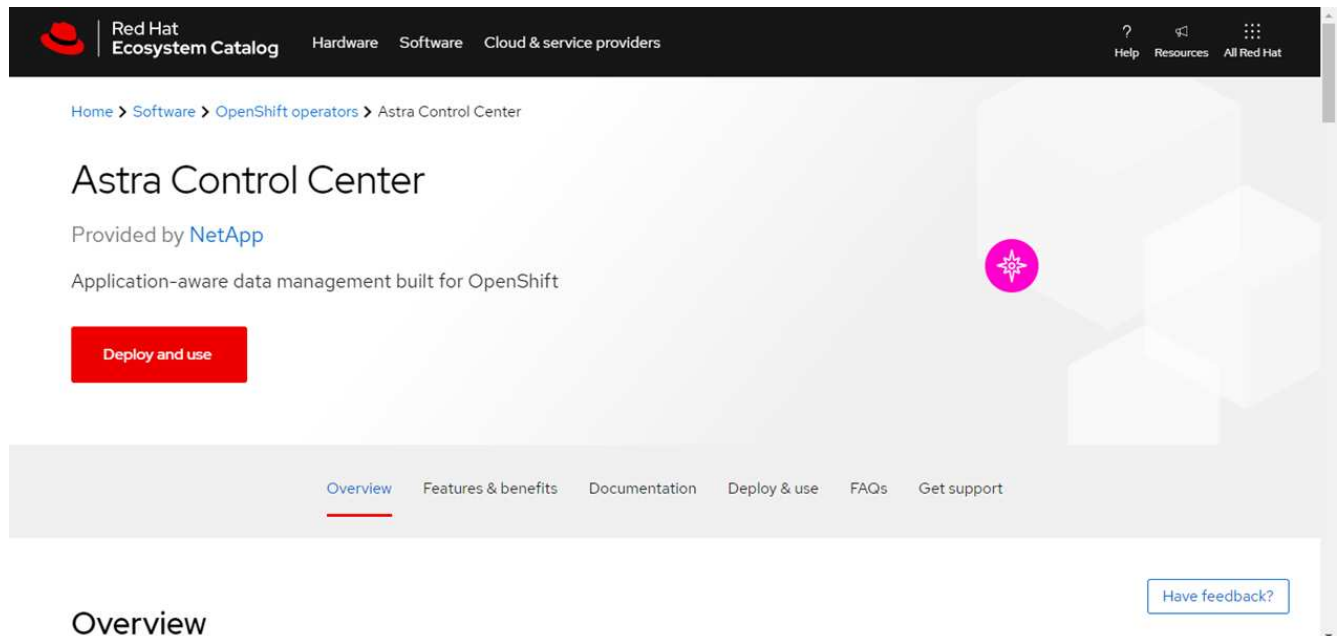 Red Hat
Ecosystem Catalog
Hardware Software Cloud & service providers
? 
Help Resources All Red Hat
Home > Software > OpenShift operators > Astra Control Center
Astra Control Center
Provided by NetApp
Application-aware data management built for OpenShift
Deploy and use
Overview Features & benefits Documentation Deploy & use FAQs Get support
Have feedback?
Overview